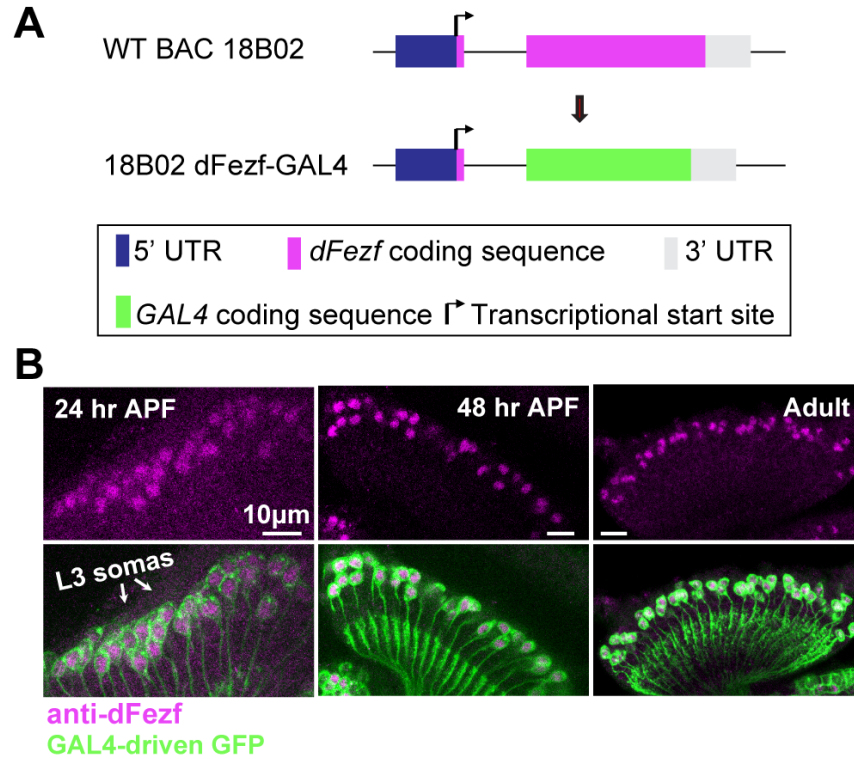 A
WT BAC 18B02
18B02 dFezf-GAL4
5’ UTR dFezf coding sequence 3’ UTR
GAL4 coding sequence Transcriptional start site
B
24 hr APF 48 hr APF Adult
10μm
L3 somas
anti-dFezf
GAL4-driven GFP